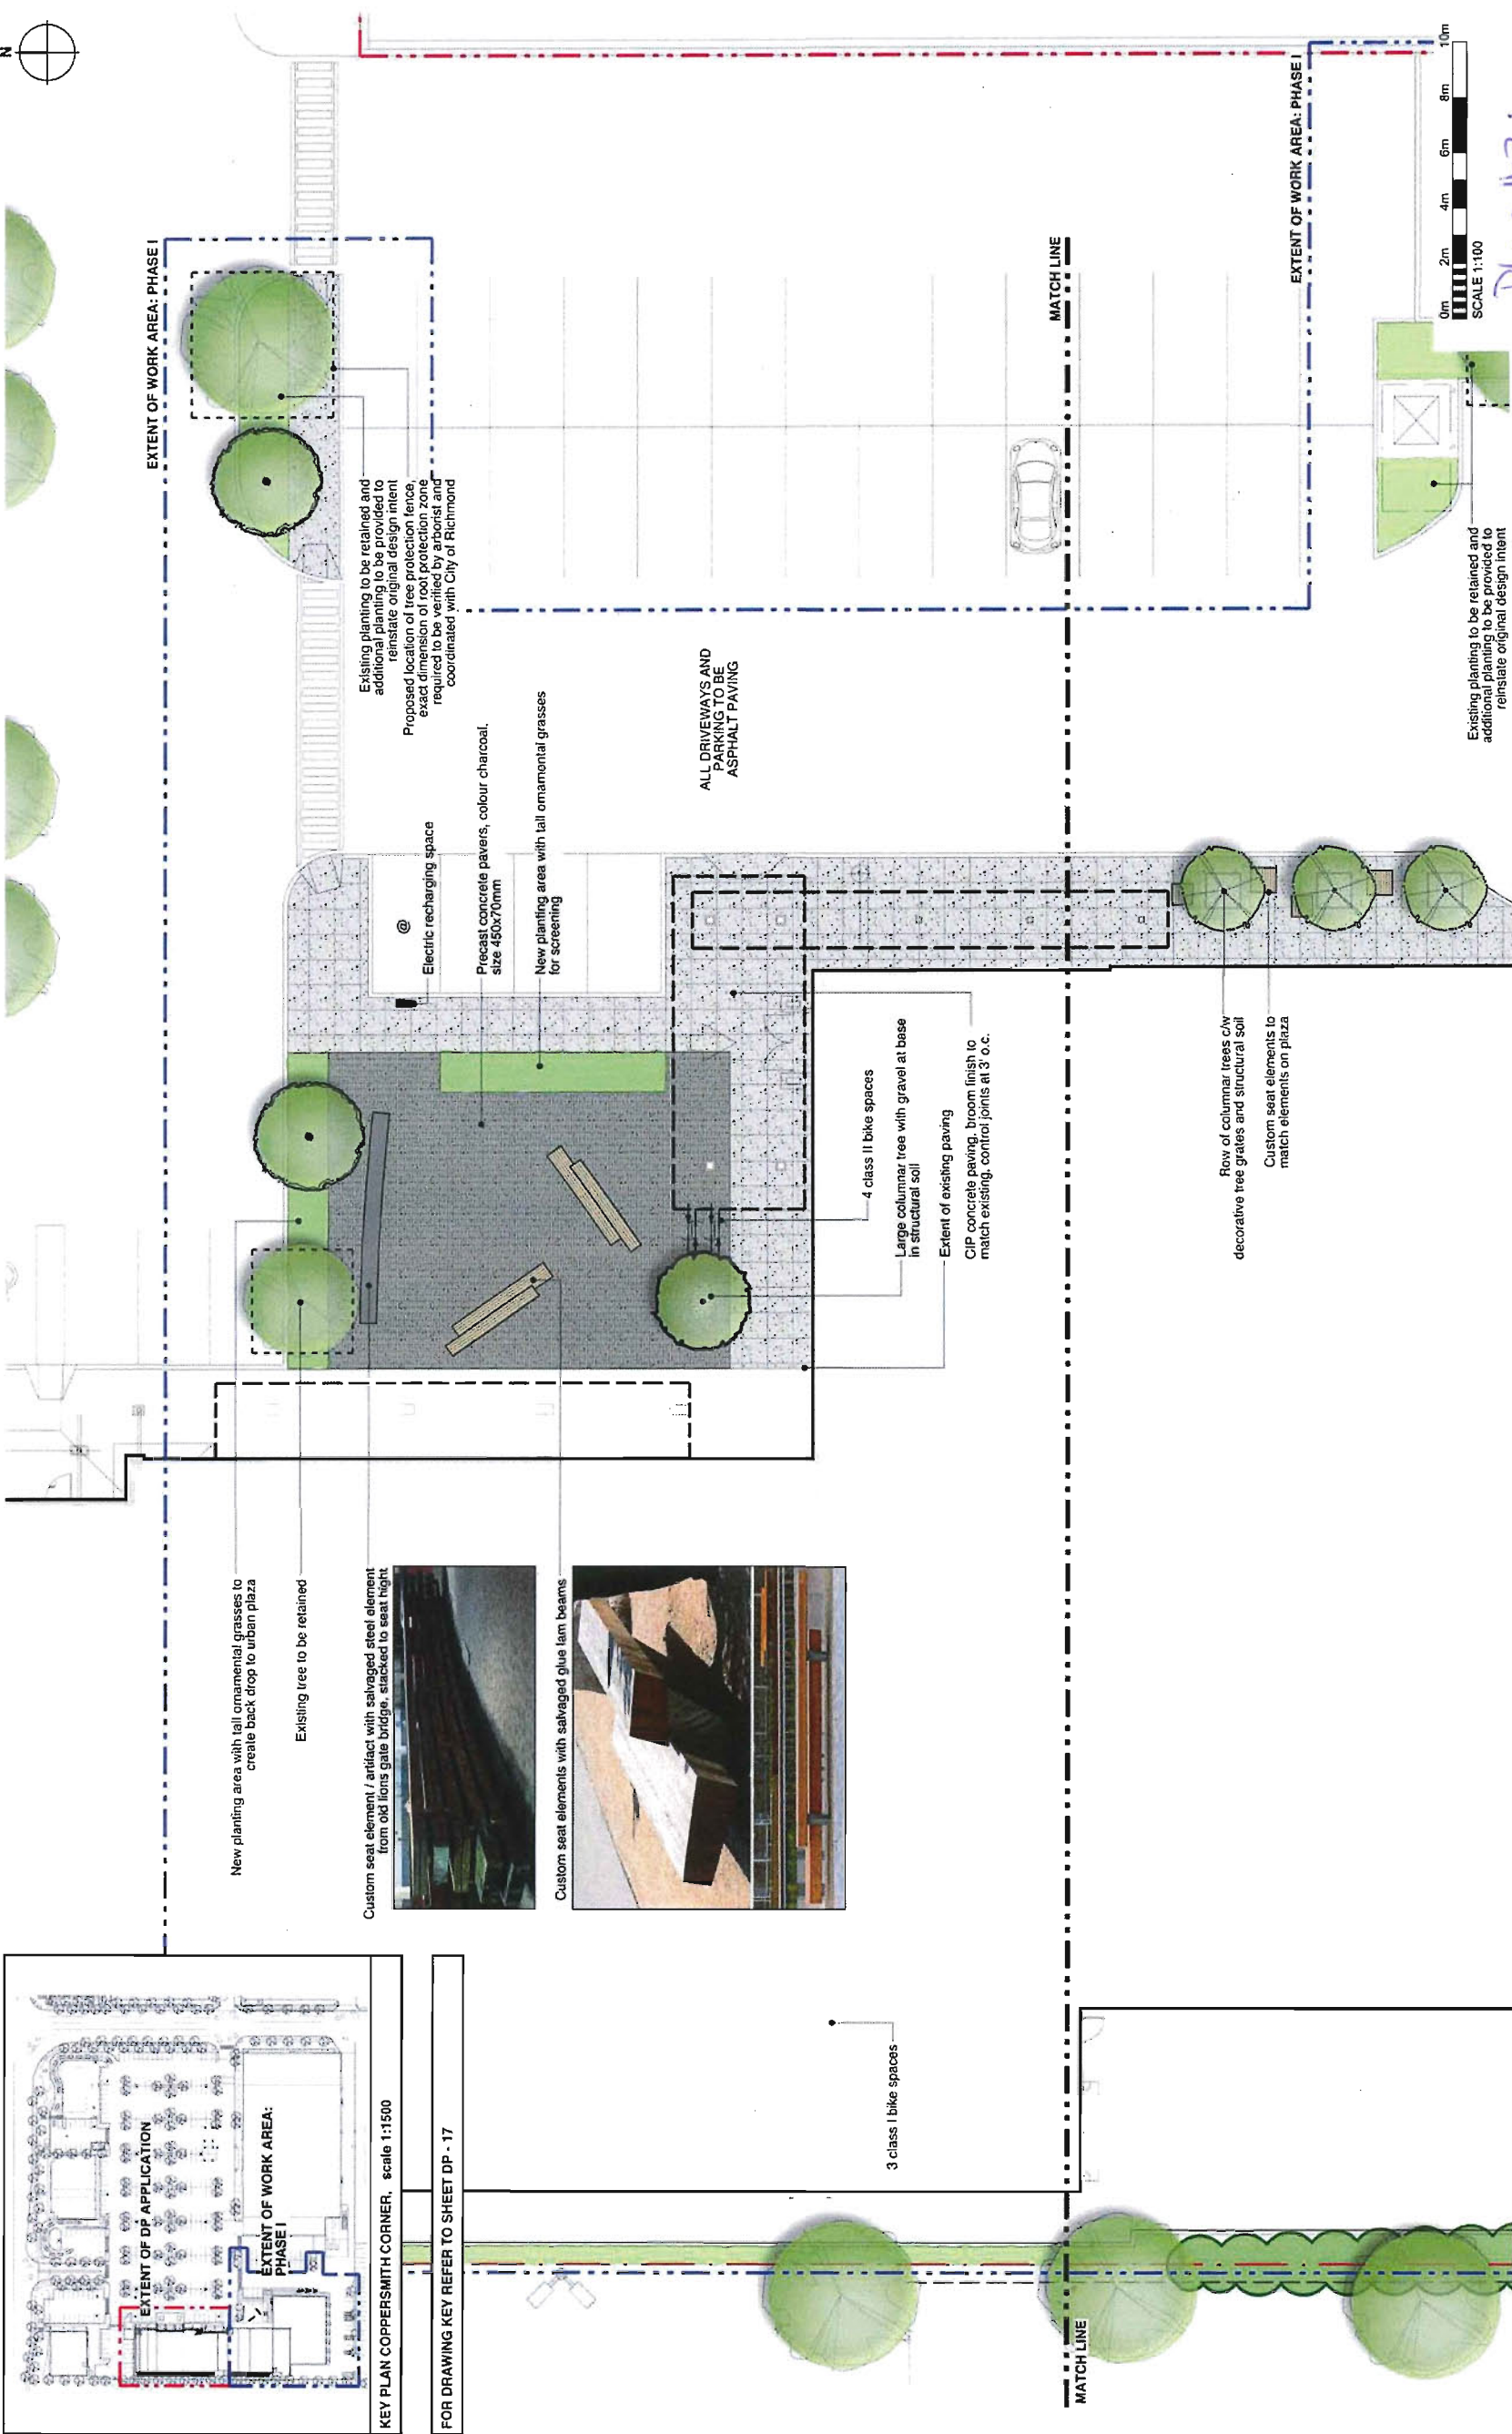 N
EXTENT OF WORK AREA: PHASE I
Existing planting to be retained and
additional planting to be provided to
reinstate original design intent
Proposed location of tree protection fence,
exact dimension of root protection zone
required to be verified by arborist and
coordinated with City of Richmond
@
Electric recharging space
Precast concrete pavers, colour charcoal.
size 450x70mm
New planting area with tall ornamontal grasses
for screening
ALL DRIVEWAYS AND
PARKING TO BE
ASPHALT PAVING
New planting area with tall ornamental grasses to
create back drop to urban plaza
Existing tree to be retained
Custom seat element / artifact with salvaged steel element
from old lions gate bridge, stacked to seat hight
Custom seat elements with salvaged glue lam beams
4 class II bike spaces
Large columnar tree with gravel at base
in structural soil
Extent of existing paving
CIP concrete paving, broom finish to
match existing, control joints at 3' o.c.
MATCH LINE
EXTENT OF WORK AREA: PHASE I
Row of columnar trees c/w
decorative tree grates and structural soil
Custom seat elements to
match elements on plaza
Existing planting to be retained and
additional planting to be provided to
reinstate original design intent
0m 2m 4m 6m 8m 10m
SCALE 1:100
EXTENT OF DP APPLICATION
EXTENT OF WORK AREA:
PHASE I
KEY PLAN COPPERSMITH CORNER, scale 1:1500
FOR DRAWING KEY REFER TO SHEET DP - 17
3 class I bike spaces
MATCH LINE